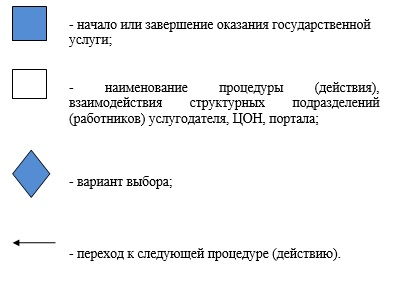 - начало или завершение оказания государственной
услуги;
- наименование процедуры (действия),
взаимодействия структурных подразделений
(работников) услугодателя, ЦОН, портала;
- вариант выбора;
- переход к следующей процедуре (действию).